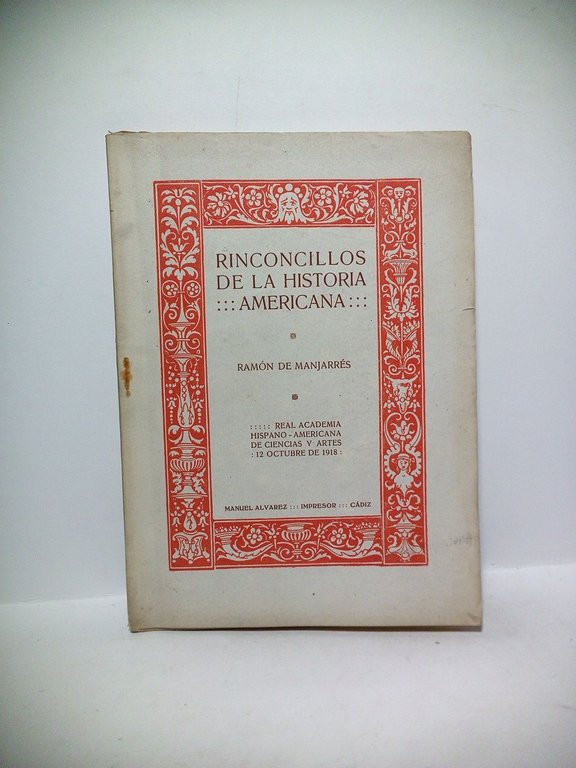 RINCONCILLOS
DE LA HISTORIA
::: AMERICANA :::
RAMÓN DE MANJARRÉS
::::: REAL ACADEMIA
HISPANO-AMERICANA
DE CIENCIAS Y ARTES
: 12 OCTUBRE DE 1918 :
MANUEL ALVAREZ ::: IMPRESOR ::: CÁDIZ